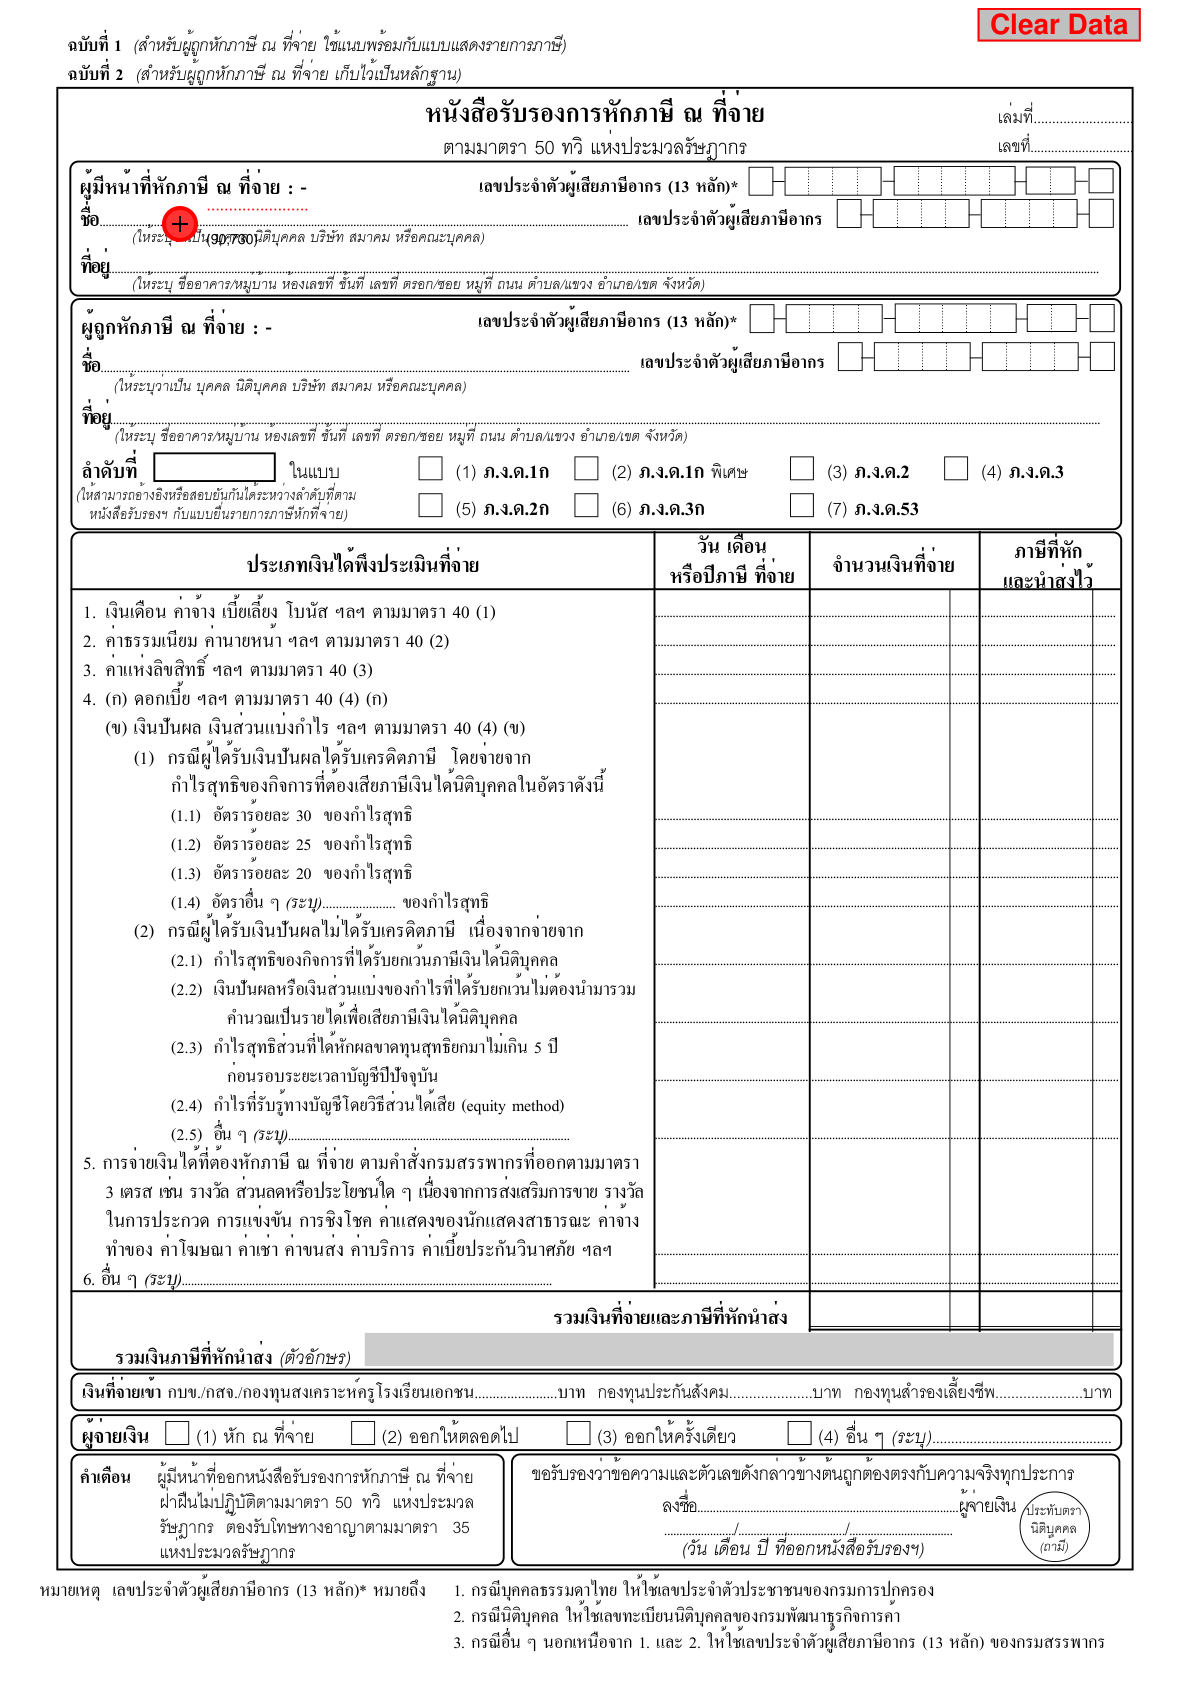 Clear Data
ฉบับที่ 1 (สำหรับผู้ถูกหักภาษี ณ ที่จ่าย ใช้แนบพร้อมกับแบบแสดงรายการภาษี)
ฉบับที่ 2 (สำหรับผู้ถูกหักภาษี ณ ที่จ่าย เก็บไว้เป็นหลักฐาน)
หนังสือรับรองการหักภาษี ณ ที่จ่าย
เล่มที่..........................
ตามมาตรา 50 ทวิ แห่งประมวลรัษฎากร
เลขที่..........................
ผู้มีหน้าที่หักภาษี ณ ที่จ่าย : - เลขประจำตัวผู้เสียภาษีอากร (13 หลัก)*
ชื่อ.......................... เลขประจำตัวผู้เสียภาษีอากร
(ให้ระบุ เป็น บุคคล นิติบุคคล บริษัท สมาคม หรือคณะบุคคล)
(90,730)
ที่อยู่..........................
(ให้ระบุ ชื่ออาคาร/หมู่บ้าน ห้องเลขที่ ชั้นที่ เลขที่ ตรอก/ซอย หมู่ที่ ถนน ตำบล/แขวง อำเภอ/เขต จังหวัด)
ผู้ถูกหักภาษี ณ ที่จ่าย : - เลขประจำตัวผู้เสียภาษีอากร (13 หลัก)*
ชื่อ.......................... เลขประจำตัวผู้เสียภาษีอากร
(ให้ระบุว่าเป็น บุคคล นิติบุคคล บริษัท สมาคม หรือคณะบุคคล)
ที่อยู่..........................
(ให้ระบุ ชื่ออาคาร/หมู่บ้าน ห้องเลขที่ ชั้นที่ เลขที่ ตรอก/ซอย หมู่ที่ ถนน ตำบล/แขวง อำเภอ/เขต จังหวัด)
ลำดับที่ ในแบบ (1) ภ.ง.ด.1ก (2) ภ.ง.ด.1ก พิเศษ (3) ภ.ง.ด.2 (4) ภ.ง.ด.3
(ให้สามารถอ้างอิงหรือสอบยันกันได้ระหว่างลำดับที่ตาม
หนังสือรับรองฯ กับแบบยื่นรายการภาษีหักที่จ่าย) (5) ภ.ง.ด.2ก (6) ภ.ง.ด.3ก (7) ภ.ง.ด.53
ประเภทเงินได้พึงประเมินที่จ่าย
วัน เดือน
หรือปีภาษี ที่จ่าย
จำนวนเงินที่จ่าย
ภาษีที่หัก
และนำส่งไว้
1. เงินเดือน ค่าจ้าง เบี้ยเลี้ยง โบนัส ฯลฯ ตามมาตรา 40 (1)
2. ค่าธรรมเนียม ค่านายหน้า ฯลฯ ตามมาตรา 40 (2)
3. ค่าแห่งลิขสิทธิ์ ฯลฯ ตามมาตรา 40 (3)
4. (ก) ดอกเบี้ย ฯลฯ ตามมาตรา 40 (4) (ก)
(ข) เงินปันผล เงินส่วนแบ่งกำไร ฯลฯ ตามมาตรา 40 (4) (ข)
(1) กรณีผู้ได้รับเงินปันผลได้รับเครดิตภาษี โดยจ่ายจาก
กำไรสุทธิของกิจการที่ต้องเสียภาษีเงินได้นิติบุคคลในอัตราดังนี้
(1.1) อัตราร้อยละ 30 ของกำไรสุทธิ
(1.2) อัตราร้อยละ 25 ของกำไรสุทธิ
(1.3) อัตราร้อยละ 20 ของกำไรสุทธิ
(1.4) อัตราอื่น ๆ (ระบุ)...................... ของกำไรสุทธิ
(2) กรณีผู้ได้รับเงินปันผลไม่ได้รับเครดิตภาษี เนื่องจากจ่ายจาก
(2.1) กำไรสุทธิของกิจการที่ได้รับยกเว้นภาษีเงินได้นิติบุคคล
(2.2) เงินปันผลหรือเงินส่วนแบ่งของกำไรที่ได้รับยกเว้นไม่ต้องนำมารวม
คำนวณเป็นรายได้เพื่อเสียภาษีเงินได้นิติบุคคล
(2.3) กำไรสุทธิส่วนที่ได้หักผลขาดทุนสุทธิยกมาไม่เกิน 5 ปี
ก่อนรอบระยะเวลาบัญชีปีปัจจุบัน
(2.4) กำไรที่รับรู้ทางบัญชีโดยวิธีส่วนได้เสีย (equity method)
(2.5) อื่น ๆ (ระบุ)..........................
5. การจ่ายเงินได้ที่ต้องหักภาษี ณ ที่จ่าย ตามคำสั่งกรมสรรพากรที่ออกตามมาตรา
3 เตรส เช่น รางวัล ส่วนลดหรือประโยชน์ใด ๆ เนื่องจากการส่งเสริมการขาย รางวัล
ในการประกวด การแข่งขัน การชิงโชค ค่าแสดงของนักแสดงสาธารณะ ค่าจ้าง
ทำของ ค่าโฆษณา ค่าเช่า ค่าขนส่ง ค่าบริการ ค่าเบี้ยประกันวินาศภัย ฯลฯ
6. อื่น ๆ (ระบุ)..........................
รวมเงินที่จ่ายและภาษีที่หักนำส่ง
รวมเงินภาษีที่หักนำส่ง (ตัวอักษร)
เงินที่จ่ายเข้า กบข./กสจ./กองทุนสงเคราะห์ครูโรงเรียนเอกชน......................บาท กองทุนประกันสังคม......................บาท กองทุนสำรองเลี้ยงชีพ......................บาท
ผู้จ่ายเงิน (1) หัก ณ ที่จ่าย (2) ออกให้ตลอดไป (3) ออกให้ครั้งเดียว (4) อื่น ๆ (ระบุ)..........................
คำเตือน ผู้มีหน้าที่ออกหนังสือรับรองการหักภาษี ณ ที่จ่าย
ฝ่าฝืนไม่ปฏิบัติตามมาตรา 50 ทวิ แห่งประมวล
รัษฎากร ต้องรับโทษทางอาญาตามมาตรา 35
แห่งประมวลรัษฎากร
ขอรับรองว่าข้อความและตัวเลขดังกล่าวข้างต้นถูกต้องตรงกับความจริงทุกประการ
ลงชื่อ..........................ผู้จ่ายเงิน
................/............................/..........................
(วัน เดือน ปี ที่ออกหนังสือรับรองฯ)
ประทับตรา
นิติบุคคล
(ถ้ามี)
หมายเหตุ เลขประจำตัวผู้เสียภาษีอากร (13 หลัก)* หมายถึง 1. กรณีบุคคลธรรมดาไทย ให้ใช้เลขประจำตัวประชาชนของกรมการปกครอง
2. กรณีนิติบุคคล ให้ใช้เลขทะเบียนนิติบุคคลของกรมพัฒนาธุรกิจการค้า
3. กรณีอื่น ๆ นอกเหนือจาก 1. และ 2. ให้ใช้เลขประจำตัวผู้เสียภาษีอากร (13 หลัก) ของกรมสรรพากร